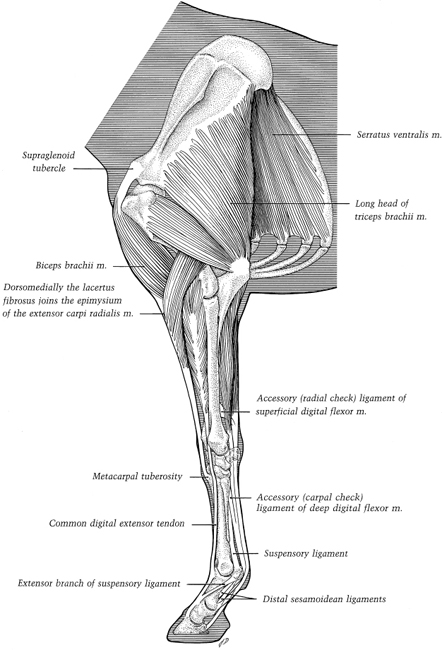 Serratus ventralis m.
Supraglenoid
tubercle
Long head of
triceps brachii m.
Biceps brachii m.
Dorsomedially the lacertus
fibrosus joins the epimysium
of the extensor carpi radialis m.
Accessory (radial check) ligament of
superficial digital flexor m.
Metacarpal tuberosity
Accessory (carpal check)
ligament of deep digital flexor m.
Common digital extensor tendon
Suspensory ligament
Extensor branch of suspensory ligament
Distal sesamoidean ligaments